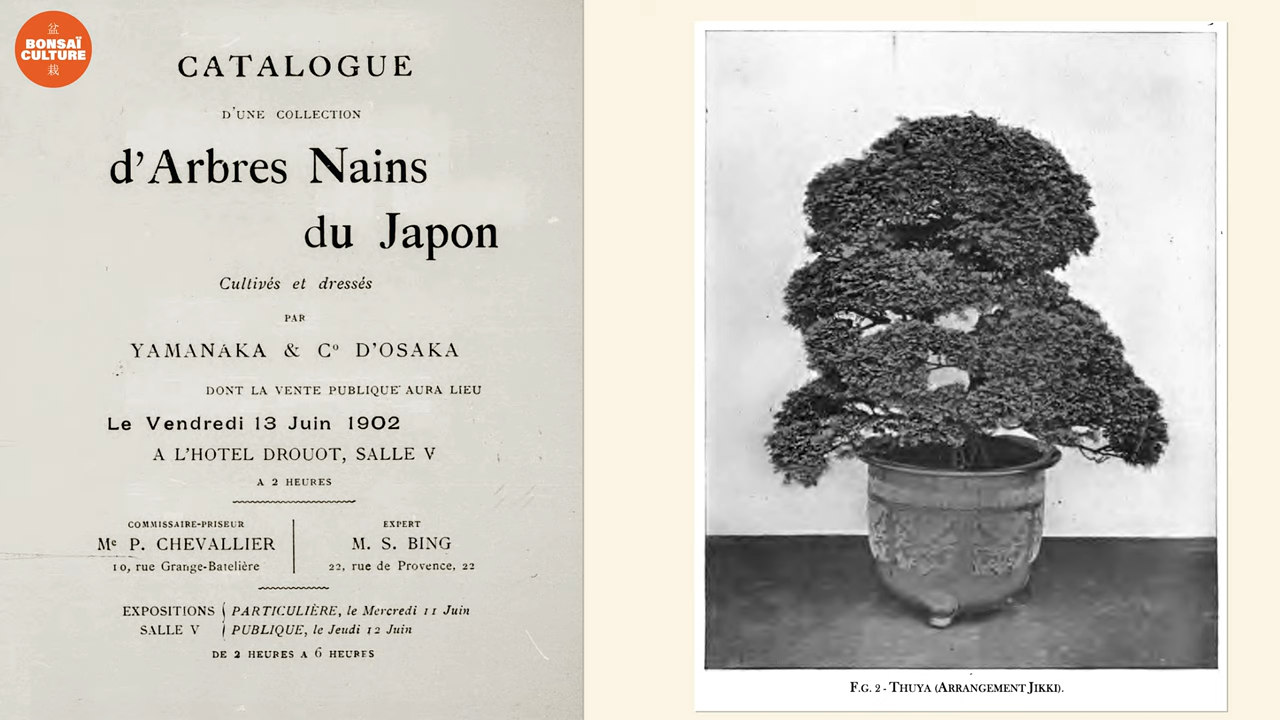 盆
BONSAÏ
CULTURE
栽
CATALOGUE
D'UNE COLLECTION
d'Arbres Nains
du Japon
Cultivés et dressés
PAR
YAMANAKA & Cº D'OSAKA
DONT LA VENTE PUBLIQUE AURA LIEU
Le Vendredi 13 Juin 1902
A L'HOTEL DROUOT, SALLE V
A 2 HEURES
COMMISSAIRE-PRISEUR
Mᵉ P. CHEVALLIER
10, rue Grange-Batelière
EXPERT
M. S. BING
22, rue de Provence, 22
EXPOSITIONS { PARTICULIÈRE, le Mercredi 11 Juin
SALLE V { PUBLIQUE, le Jeudi 12 Juin
DE 2 HEURES A 6 HEURES
F.G. 2 - THUYA (ARRANGEMENT JIKKI).